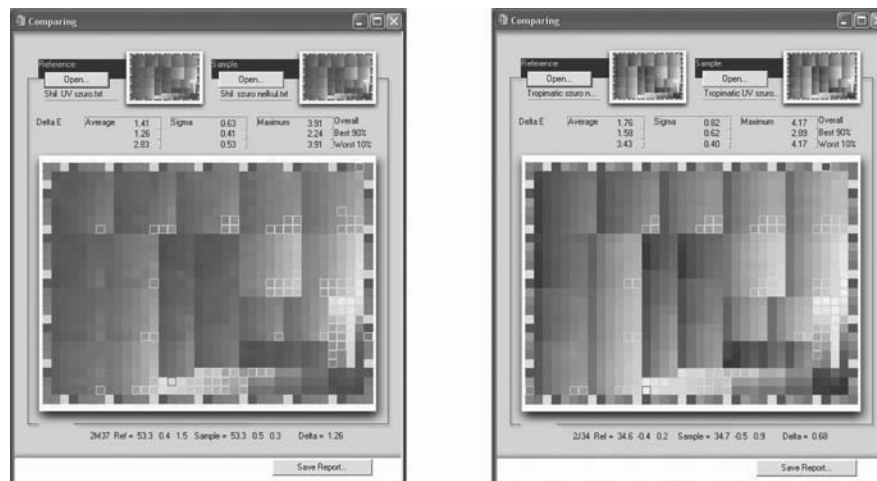 Comparing
Reference:
Sample:
Open...
Open...
Shil UV szuro.txt
Shil szuro nelkul.txt
Delta E Average 1.41 Sigma 0.63 Maximum 3.91 Overall
1.26 0.41 2.24 Best 90%
2.83 0.53 3.91 Worst 10%
2M37 Ref = 53.3 0.4 1.5 Sample = 53.3 0.5 0.3 Delta = 1.26
Save Report...
Comparing
Reference:
Sample:
Open...
Open...
Tropimatic szuro n...
Tropimatic UV szuro...
Delta E Average 1.76 Sigma 0.82 Maximum 4.17 Overall
1.58 0.62 2.89 Best 90%
3.43 0.40 4.17 Worst 10%
2J34 Ref = 34.6 -0.4 0.2 Sample = 34.7 -0.5 0.9 Delta = 0.68
Save Report...